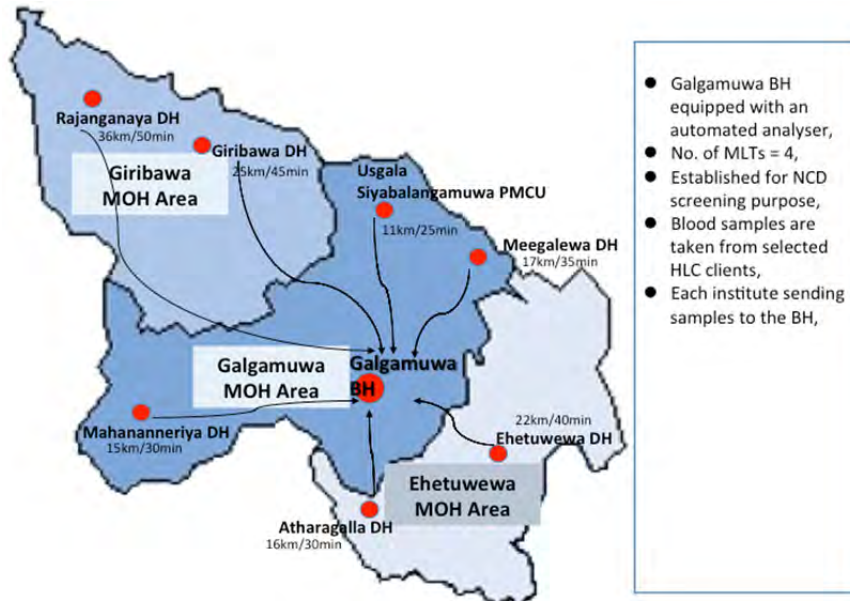 Rajanganaya DH
36km/50min
Giribawa DH
25km/45min
Giribawa
MOH Area
Usgala
Siyabalangamuwa PMCU
11km/25min
Meegalewa DH
17km/35min
Galgamuwa
MOH Area
Galgamuwa
BH
Mahananneriya DH
15km/30min
22km/40min
Ehetuwewa DH
Ehetuwewa
MOH Area
Atharagalla DH
16km/30min
● Galgamuwa BH
equipped with an
automated analyser,
● No. of MLTs = 4,
● Established for NCD
screening purpose,
● Blood samples are
taken from selected
HLC clients,
● Each institute sending
samples to the BH,